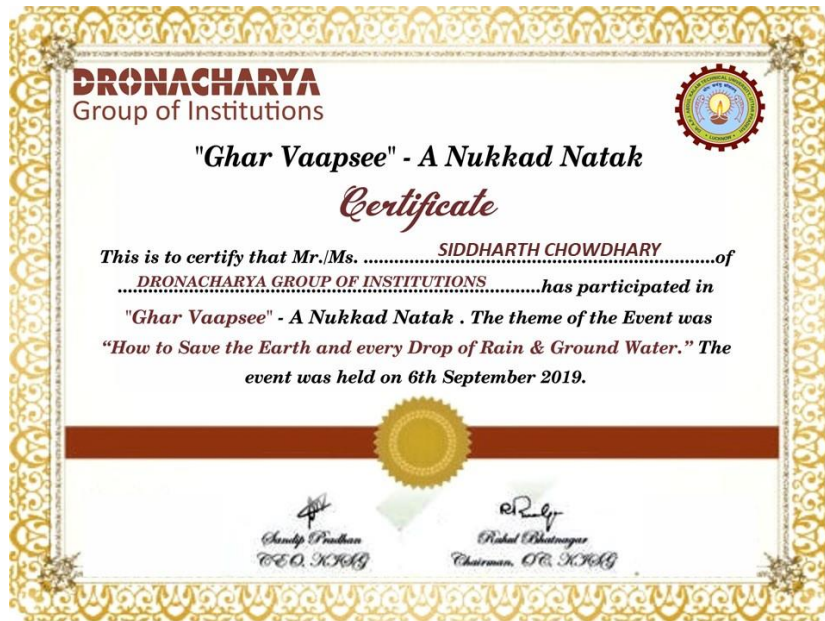 DRONACHARYA
Group of Institutions
"Ghar Vaapsee" - A Nukkad Natak
Certificate
This is to certify that Mr./Ms. ....................SIDDHARTH CHOWDHARY....................of
....DRONACHARYA GROUP OF INSTITUTIONS............has participated in
"Ghar Vaapsee" - A Nukkad Natak . The theme of the Event was
“How to Save the Earth and every Drop of Rain & Ground Water.” The
event was held on 6th September 2019.
Sandip Pradhan
Rahul Bhatnagar
Chairman, OC,